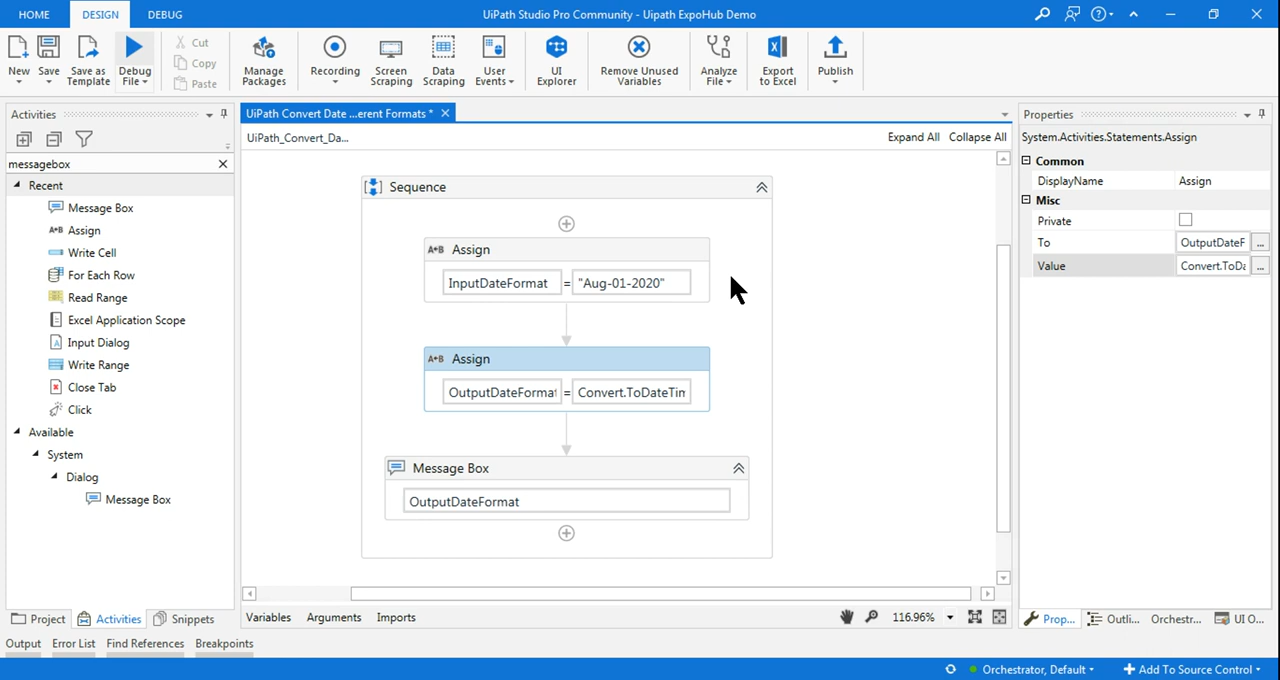 HOME DESIGN DEBUG UiPath Studio Pro Community - Uipath ExpoHub Demo
New Save Save as Template Debug File Cut Copy Paste Manage Packages Recording Screen Scraping Data Scraping User Events UI Explorer Remove Unused Variables Analyze File Export to Excel Publish
Activities
messagebox
Recent
Message Box
Assign
Write Cell
For Each Row
Read Range
Excel Application Scope
Input Dialog
Write Range
Close Tab
Click
Available
System
Dialog
Message Box
Project Activities Snippets
UiPath Convert Date ...erent Formats *
UiPath_Convert_Da... Expand All Collapse All
Sequence
A+B Assign
InputDateFormat = "Aug-01-2020"
A+B Assign
OutputDateFormat = Convert.ToDateTim
Message Box
OutputDateFormat
Variables Arguments Imports 116.96%
Properties
System.Activities.Statements.Assign
Common
DisplayName Assign
Misc
Private
To OutputDateF ...
Value Convert.ToDa ...
Prop... Outli... Orchestr... UI O...
Output Error List Find References Breakpoints
Orchestrator, Default Add To Source Control